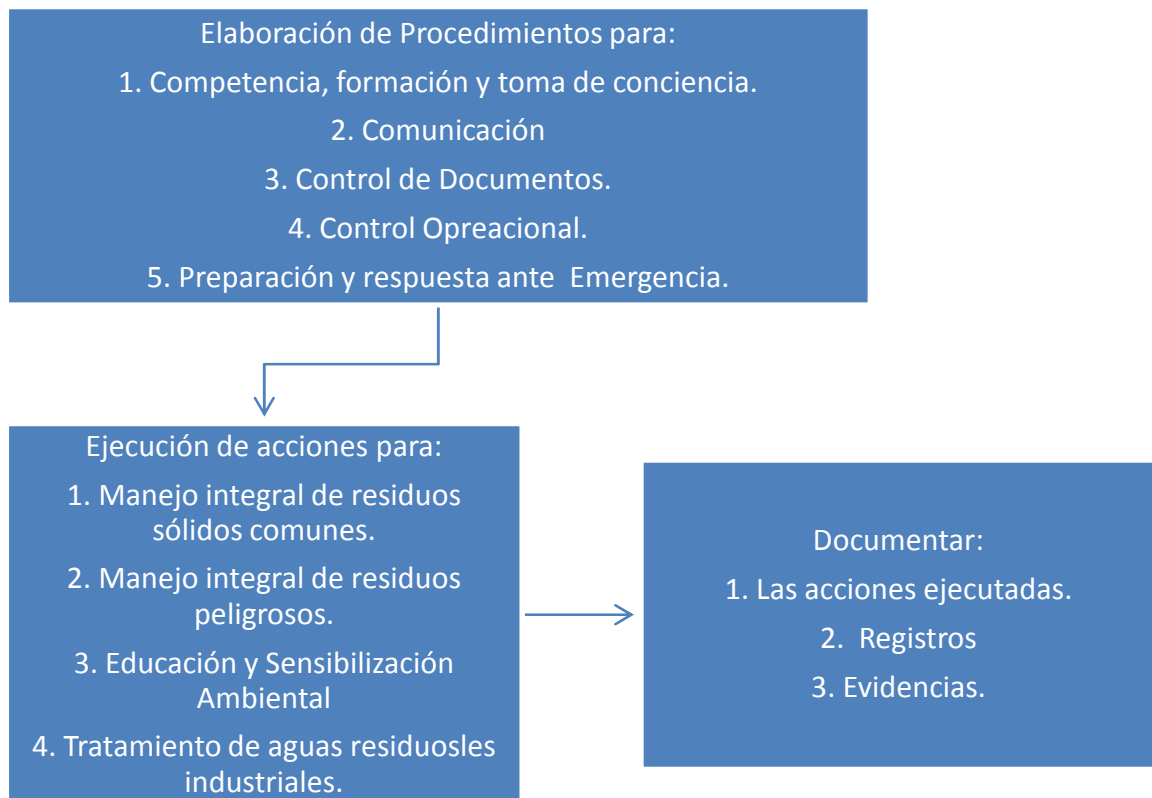 Elaboración de Procedimientos para:
1. Competencia, formación y toma de conciencia.
2. Comunicación
3. Control de Documentos.
4. Control Opreacional.
5. Preparación y respuesta ante  Emergencia.
Ejecución de acciones para:
1. Manejo integral de residuos
sólidos comunes.
2. Manejo integral de residuos
peligrosos.
3. Educación y Sensibilización
Ambiental
4. Tratamiento de aguas residuosles
industriales.
Documentar:
1. Las acciones ejecutadas.
2.  Registros
3. Evidencias.